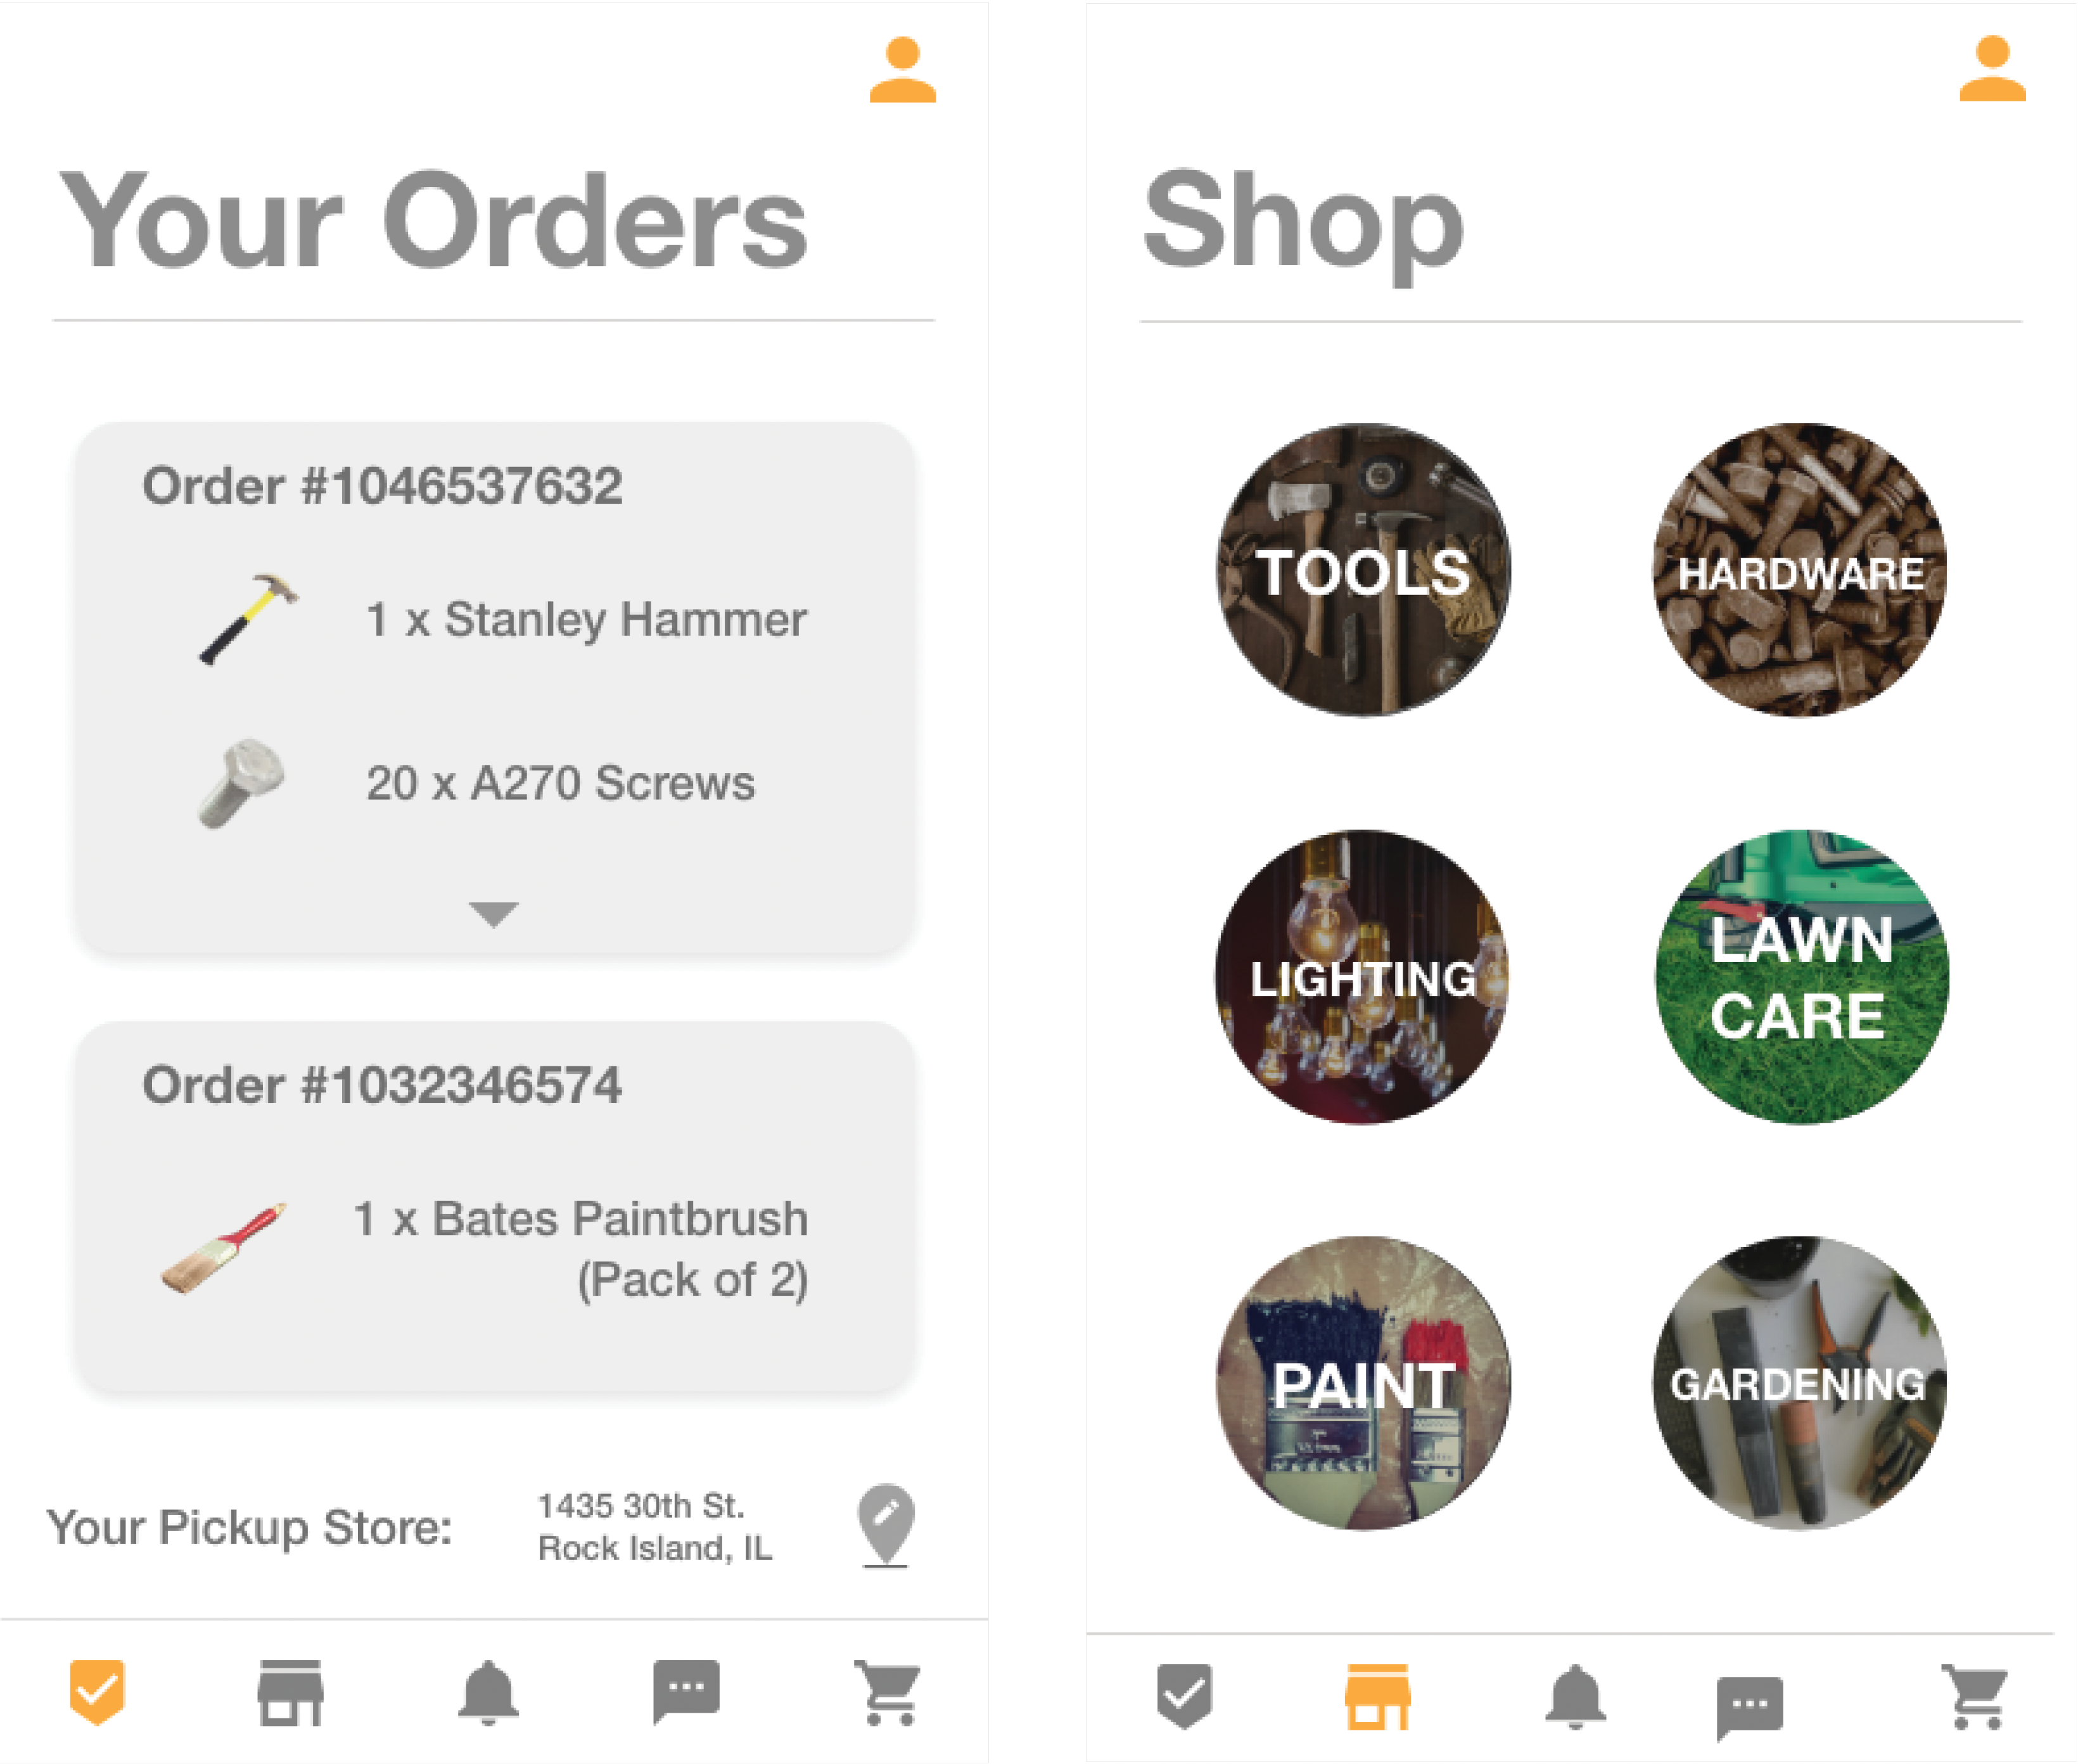 Your Orders
Order #1046537632
1 x Stanley Hammer
20 x A270 Screws
Order #1032346574
1 x Bates Paintbrush
(Pack of 2)
Your Pickup Store:
1435 30th St.
Rock Island, IL
Shop
TOOLS
HARDWARE
LIGHTING
LAWN
CARE
PAINT
GARDENING